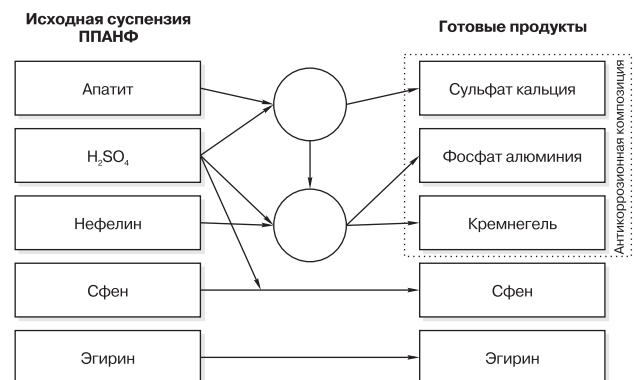 Исходная суспензия
ППАНФ
Готовые продукты
Апатит
Сульфат кальция
H₂SO₄
Фосфат алюминия
Нефелин
Кремнегель
Антикоррозионная композиция
Сфен
Сфен
Эгирин
Эгирин